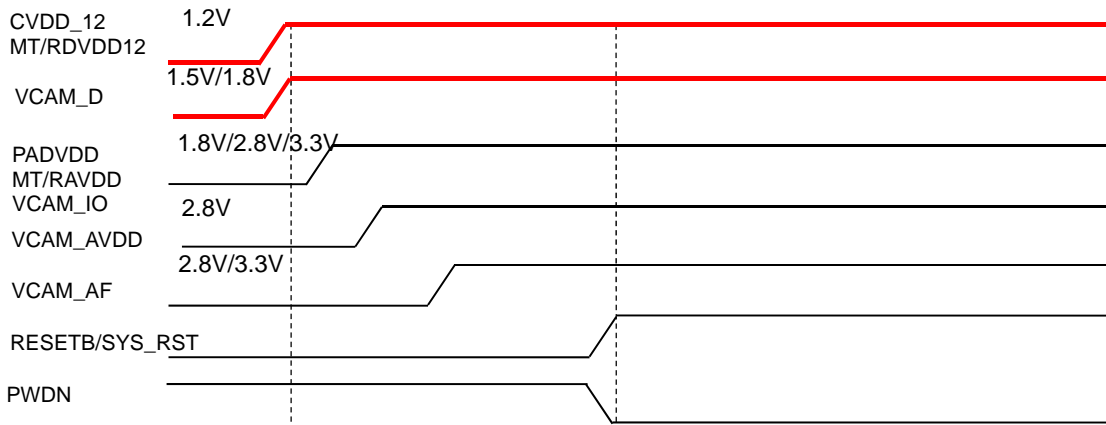 CVDD_12 1.2V
MT/RDVDD12
1.5V/1.8V
VCAM_D
1.8V/2.8V/3.3V
PADVDD
MT/RAVDD
VCAM_IO 2.8V
VCAM_AVDD
2.8V/3.3V
VCAM_AF
RESETB/SYS_RST
PWDN